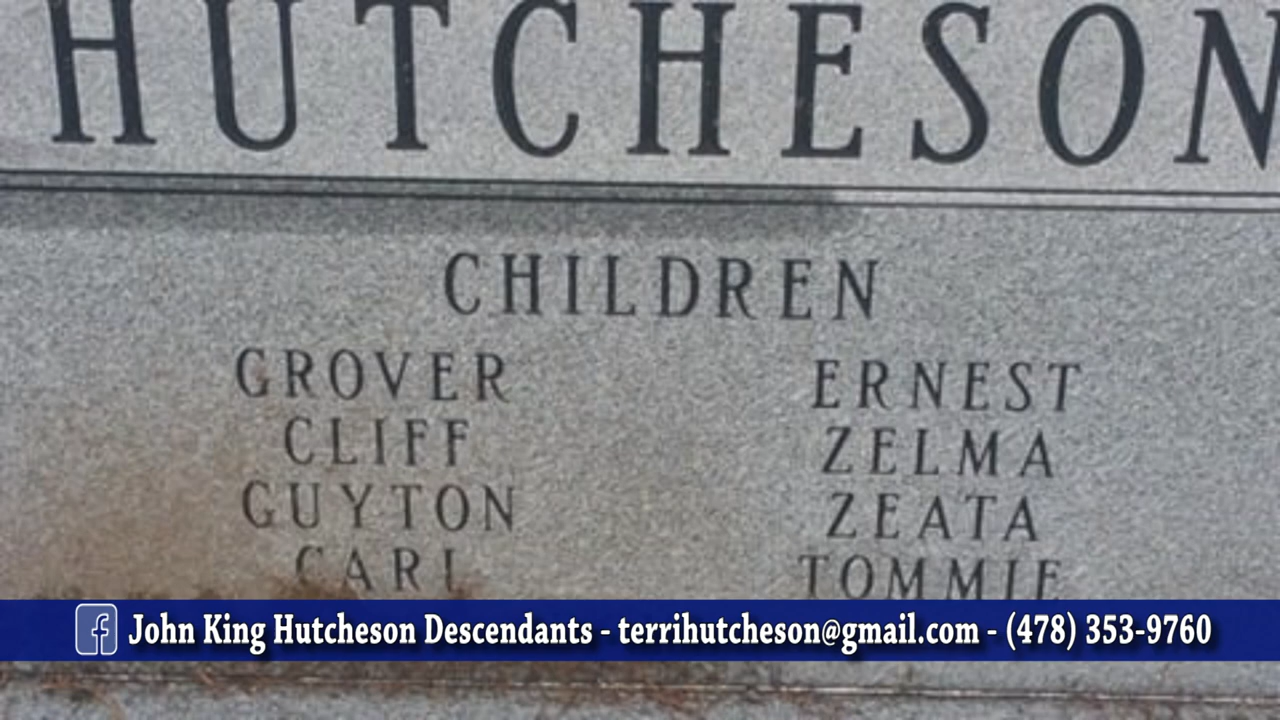 HUTCHESON
CHILDREN
GROVER ERNEST
CLIFF ZELMA
GUYTON ZEATA
CARL TOMMIE
f John King Hutcheson Descendants - terrihutcheson@gmail.com - (478) 353-9760